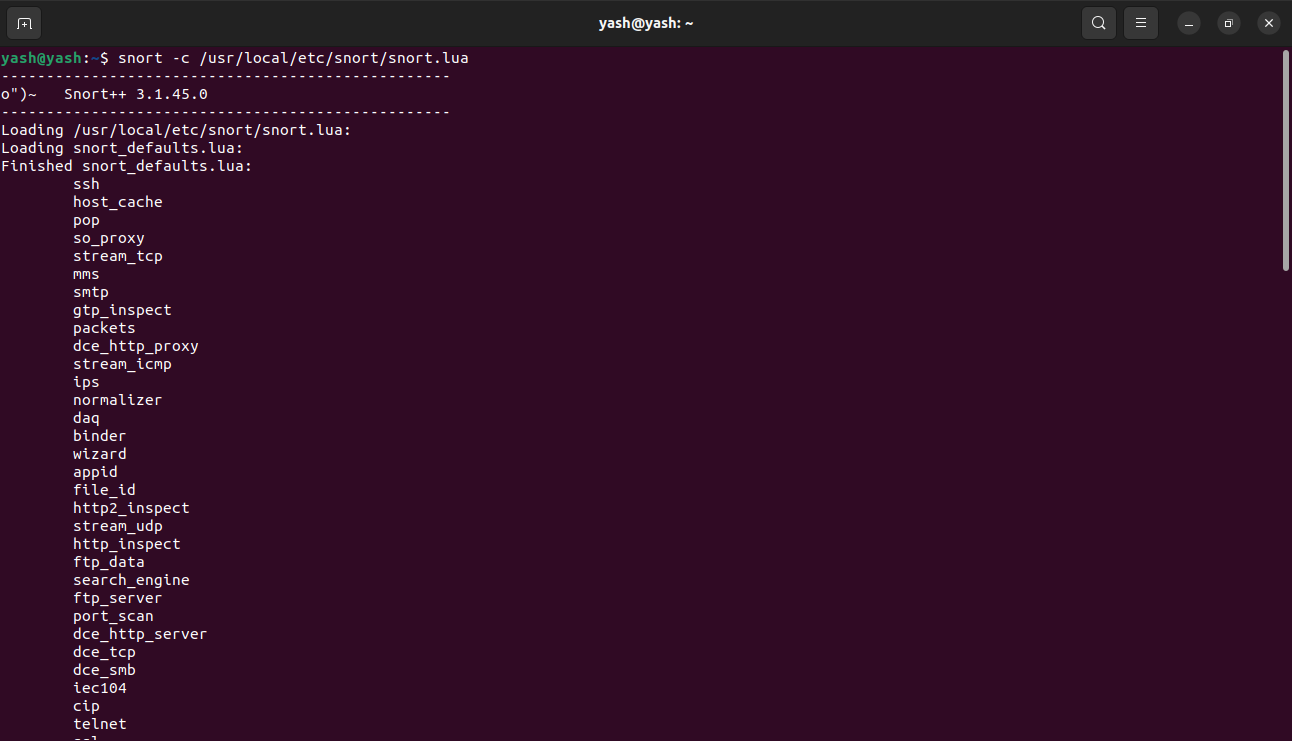 yash@yash: ~
yash@yash:~$ snort -c /usr/local/etc/snort/snort.lua
--------------------------------------------------
o")~   Snort++ 3.1.45.0
--------------------------------------------------
Loading /usr/local/etc/snort/snort.lua:
Loading snort_defaults.lua:
Finished snort_defaults.lua:
        ssh
        host_cache
        pop
        so_proxy
        stream_tcp
        mms
        smtp
        gtp_inspect
        packets
        dce_http_proxy
        stream_icmp
        ips
        normalizer
        daq
        binder
        wizard
        appid
        file_id
        http2_inspect
        stream_udp
        http_inspect
        ftp_data
        search_engine
        ftp_server
        port_scan
        dce_http_server
        dce_tcp
        dce_smb
        iec104
        cip
        telnet